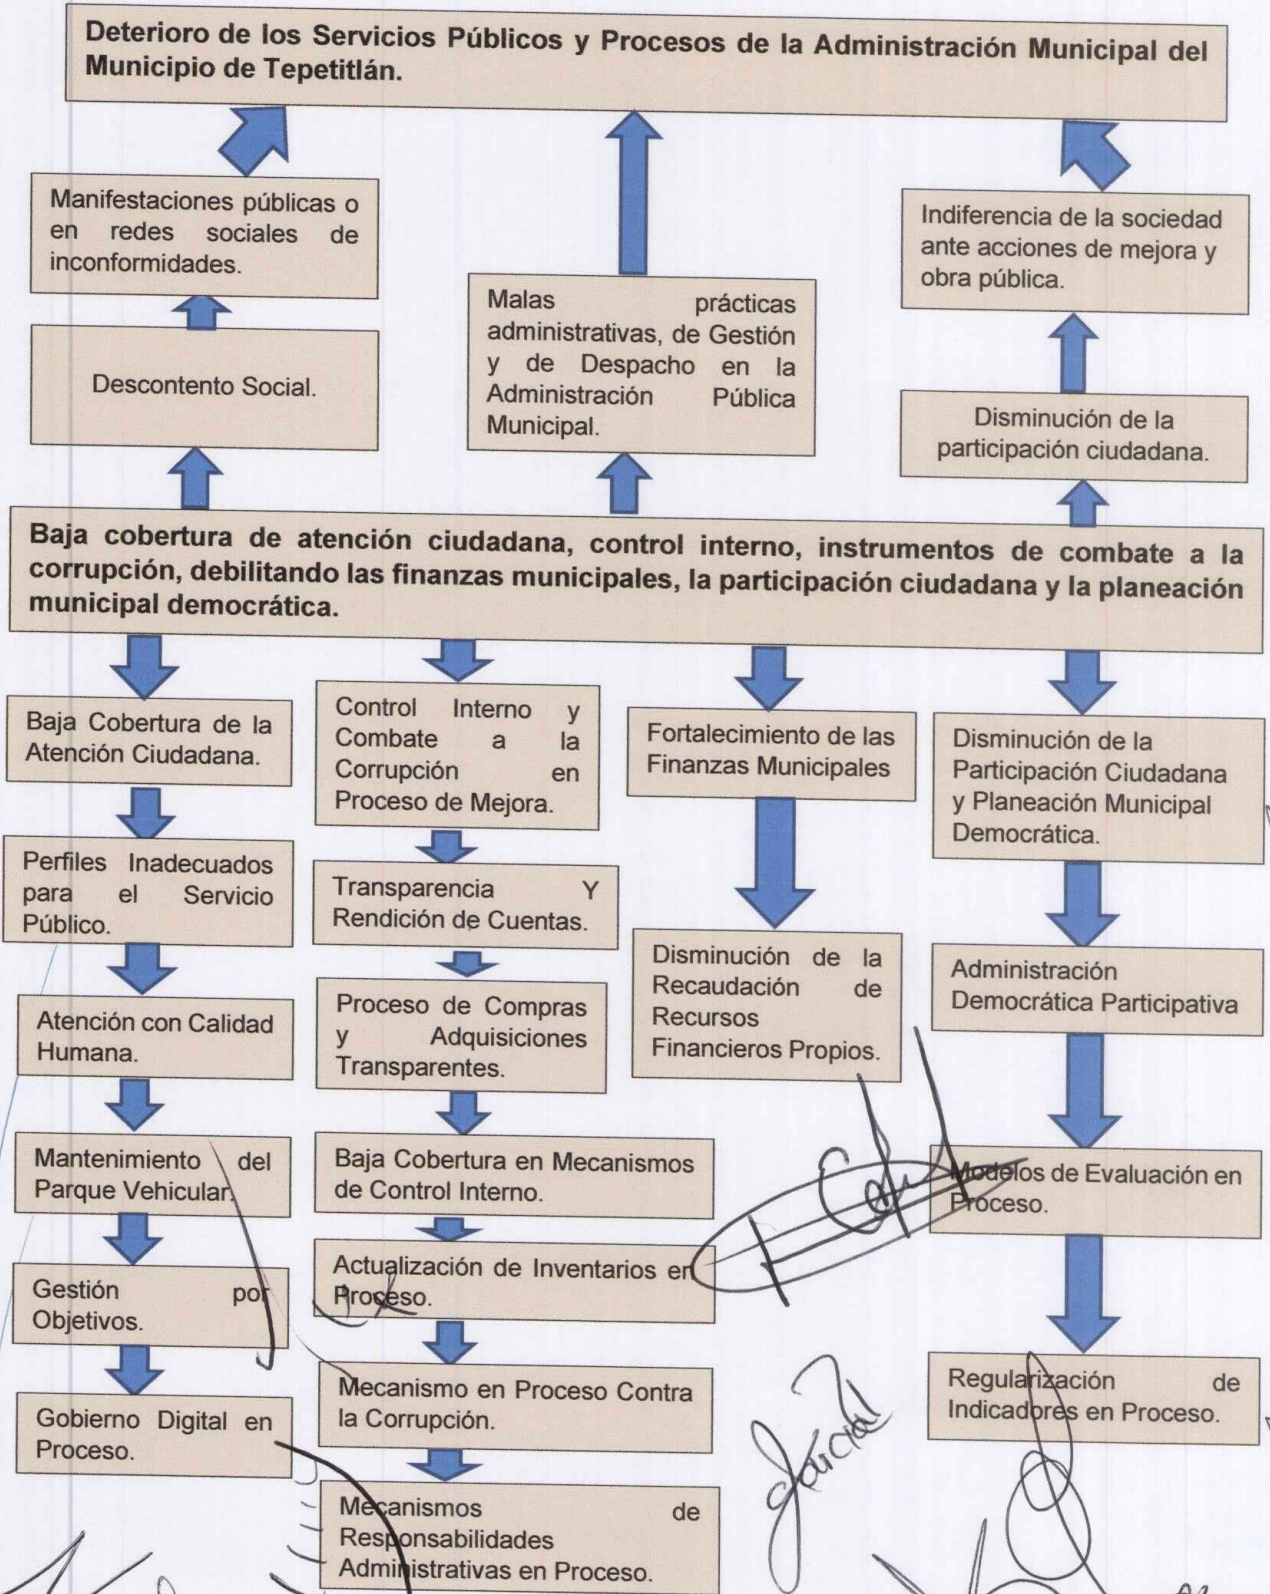 Deterioro de los Servicios Públicos y Procesos de la Administración Municipal del
Municipio de Tepetitlán.
Manifestaciones públicas o
en redes sociales de
inconformidades.
Descontento Social.
Malas prácticas
administrativas, de Gestión
y de Despacho en la
Administración Pública
Municipal.
Indiferencia de la sociedad
ante acciones de mejora y
obra pública.
Disminución de la
participación ciudadana.
Baja cobertura de atención ciudadana, control interno, instrumentos de combate a la
corrupción, debilitando las finanzas municipales, la participación ciudadana y la planeación
municipal democrática.
Baja Cobertura de la
Atención Ciudadana.
Perfiles Inadecuados
para el Servicio
Público.
Atención con Calidad
Humana.
Mantenimiento del
Parque Vehicular.
Gestión por
Objetivos.
Gobierno Digital en
Proceso.
Control Interno y
Combate a la
Corrupción en
Proceso de Mejora.
Transparencia Y
Rendición de Cuentas.
Proceso de Compras
y Adquisiciones
Transparentes.
Baja Cobertura en Mecanismos
de Control Interno.
Actualización de Inventarios en
Proceso.
Mecanismo en Proceso Contra
la Corrupción.
Mecanismos de
Responsabilidades
Administrativas en Proceso.
Fortalecimiento de las
Finanzas Municipales
Disminución de la
Recaudación de
Recursos
Financieros Propios.
Disminución de la
Participación Ciudadana
y Planeación Municipal
Democrática.
Administración
Democrática Participativa
Modelos de Evaluación en
Proceso.
Regularización de
Indicadores en Proceso.